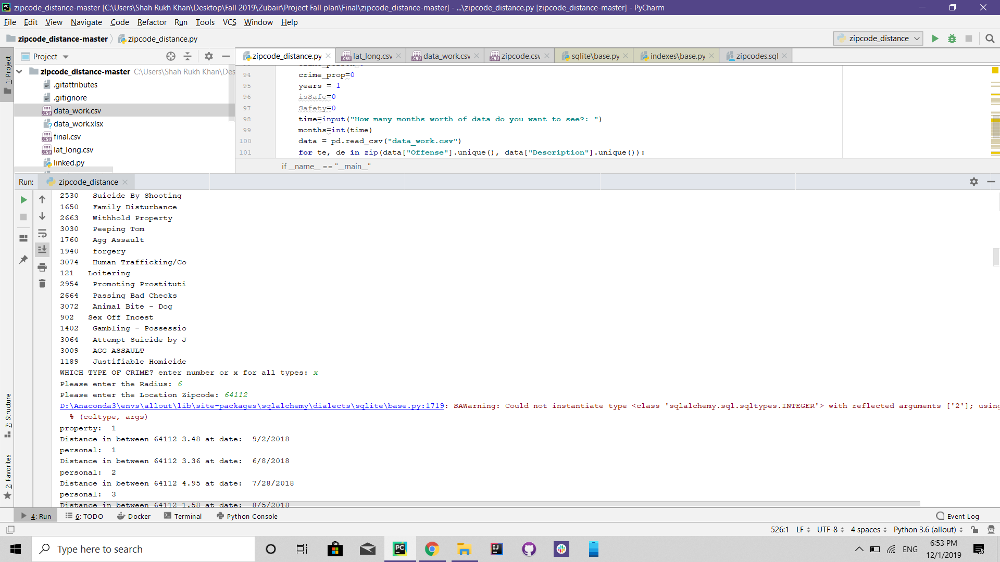 zipcode_distance-master [C:\Users\Shah Rukh Khan\Desktop\Fall 2019\Zubair\Project Fall plan\Final\zipcode_distance-master] - ...\zipcode_distance.py [zipcode_distance-master] - PyCharm
File Edit View Navigate Code Refactor Run Tools VCS Window Help
zipcode_distance-master zipcode_distance.py zipcode_distance
1: Project
Project
zipcode_distance.py lat_long.csv data_work.csv zipcode.csv sqlite\base.py indexes\base.py zipcodes.sql
zipcode_distance-master C:\Users\Shah Rukh Khan\Des
.gitattributes
.gitignore
data_work.csv
data_work.xlsx
final.csv
lat_long.csv
linked.py
94 crime_prop=0
95 years = 1
96 isSafe=0
97 Safety=0
98 time=input("How many months worth of data do you want to see?: ")
99 months=int(time)
100 data = pd.read_csv("data_work.csv")
101 for te, de in zip(data["Offense"].unique(), data["Description"].unique()):
if __name__ == "__main__"
Run: zipcode_distance
2530 Suicide By Shooting
1650 Family Disturbance
2663 Withhold Property
3030 Peeping Tom
1760 Agg Assault
1940 forgery
3074 Human Trafficking/Co
121 Loitering
2954 Promoting Prostituti
2664 Passing Bad Checks
3072 Animal Bite - Dog
902 Sex Off Incest
1402 Gambling - Possessio
3064 Attempt Suicide by J
3009 AGG ASSAULT
1189 Justifiable Homicide
WHICH TYPE OF CRIME? enter number or x for all types: x
Please enter the Radius: 6
Please enter the Location Zipcode: 64112
D:\Anaconda3\envs\allout\lib\site-packages\sqlalchemy\dialects\sqlite\base.py:1719: SAWarning: Could not instantiate type <class 'sqlalchemy.sql.sqltypes.INTEGER'> with reflected arguments ['2']; using
% (coltype, args)
property: 1
Distance in between 64112 3.48 at date: 9/2/2018
personal: 1
Distance in between 64112 3.36 at date: 6/8/2018
personal: 2
Distance in between 64112 4.95 at date: 7/28/2018
personal: 3
Distance in between 64112 1.58 at date: 8/5/2018
7: Structure
2: Favorites
4: Run 6: TODO Docker Terminal Python Console Event Log
526:1 LF UTF-8 4 spaces Python 3.6 (allout)
Type here to search
ENG
6:53 PM
12/1/2019